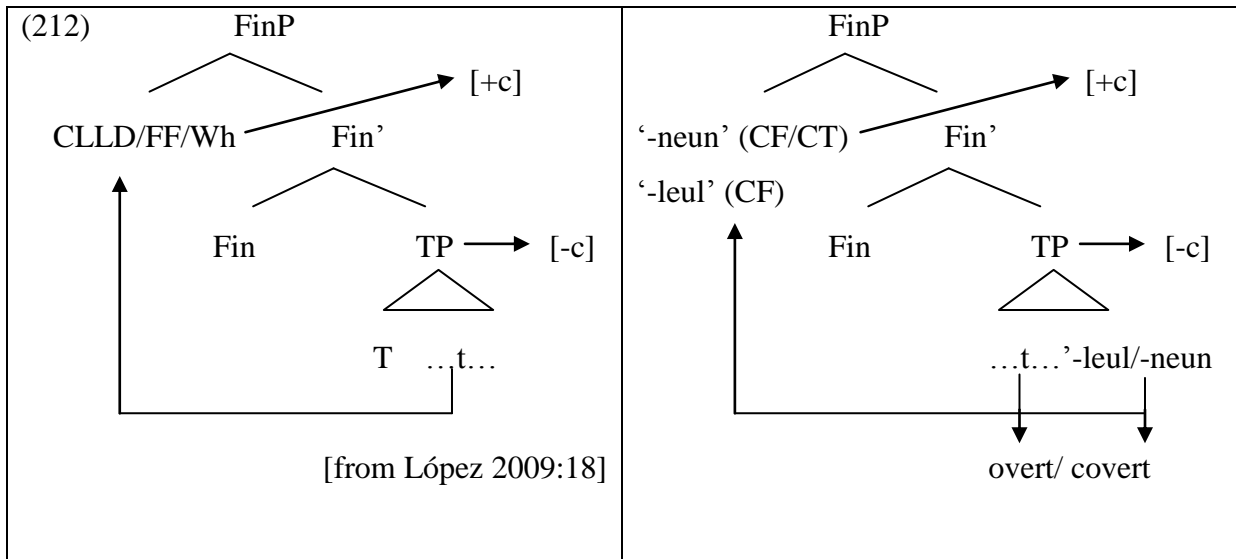 (212) FinP
[+c]
CLLD/FF/Wh Fin’
Fin TP [-c]
T …t…
[from López 2009:18]
FinP
[+c]
‘-neun’ (CF/CT) Fin’
‘-leul’ (CF)
Fin TP [-c]
…t…’-leul/-neun
overt/ covert